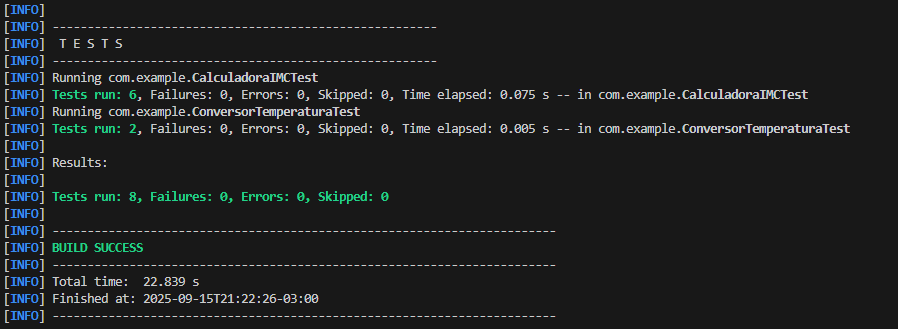 [INFO]
[INFO] -------------------------------------------------------
[INFO]  T E S T S
[INFO] -------------------------------------------------------
[INFO] Running com.example.CalculadoraIMCTest
[INFO] Tests run: 6, Failures: 0, Errors: 0, Skipped: 0, Time elapsed: 0.075 s -- in com.example.CalculadoraIMCTest
[INFO] Running com.example.ConversorTemperaturaTest
[INFO] Tests run: 2, Failures: 0, Errors: 0, Skipped: 0, Time elapsed: 0.005 s -- in com.example.ConversorTemperaturaTest
[INFO]
[INFO] Results:
[INFO]
[INFO] Tests run: 8, Failures: 0, Errors: 0, Skipped: 0
[INFO]
[INFO] ------------------------------------------------------------------------
[INFO] BUILD SUCCESS
[INFO] ------------------------------------------------------------------------
[INFO] Total time:  22.839 s
[INFO] Finished at: 2025-09-15T21:22:26-03:00
[INFO] ------------------------------------------------------------------------